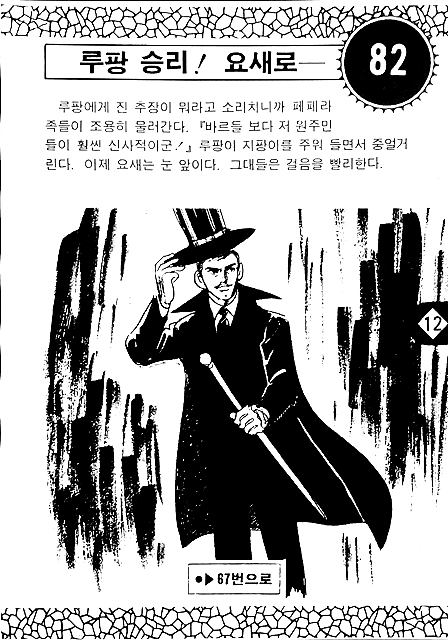 루팡 승리! 요새로―
82
루팡에게 진 추장이 뭐라고 소리치니까 페페라
족들이 조용히 물러간다. 『바르들 보다 저 원주민
들이 훨씬 신사적이군!』 루팡이 지팡이를 주워 들면서 중얼거
린다. 이제 요새는 눈 앞이다. 그대들은 걸음을 빨리한다.
12
●▶67번으로